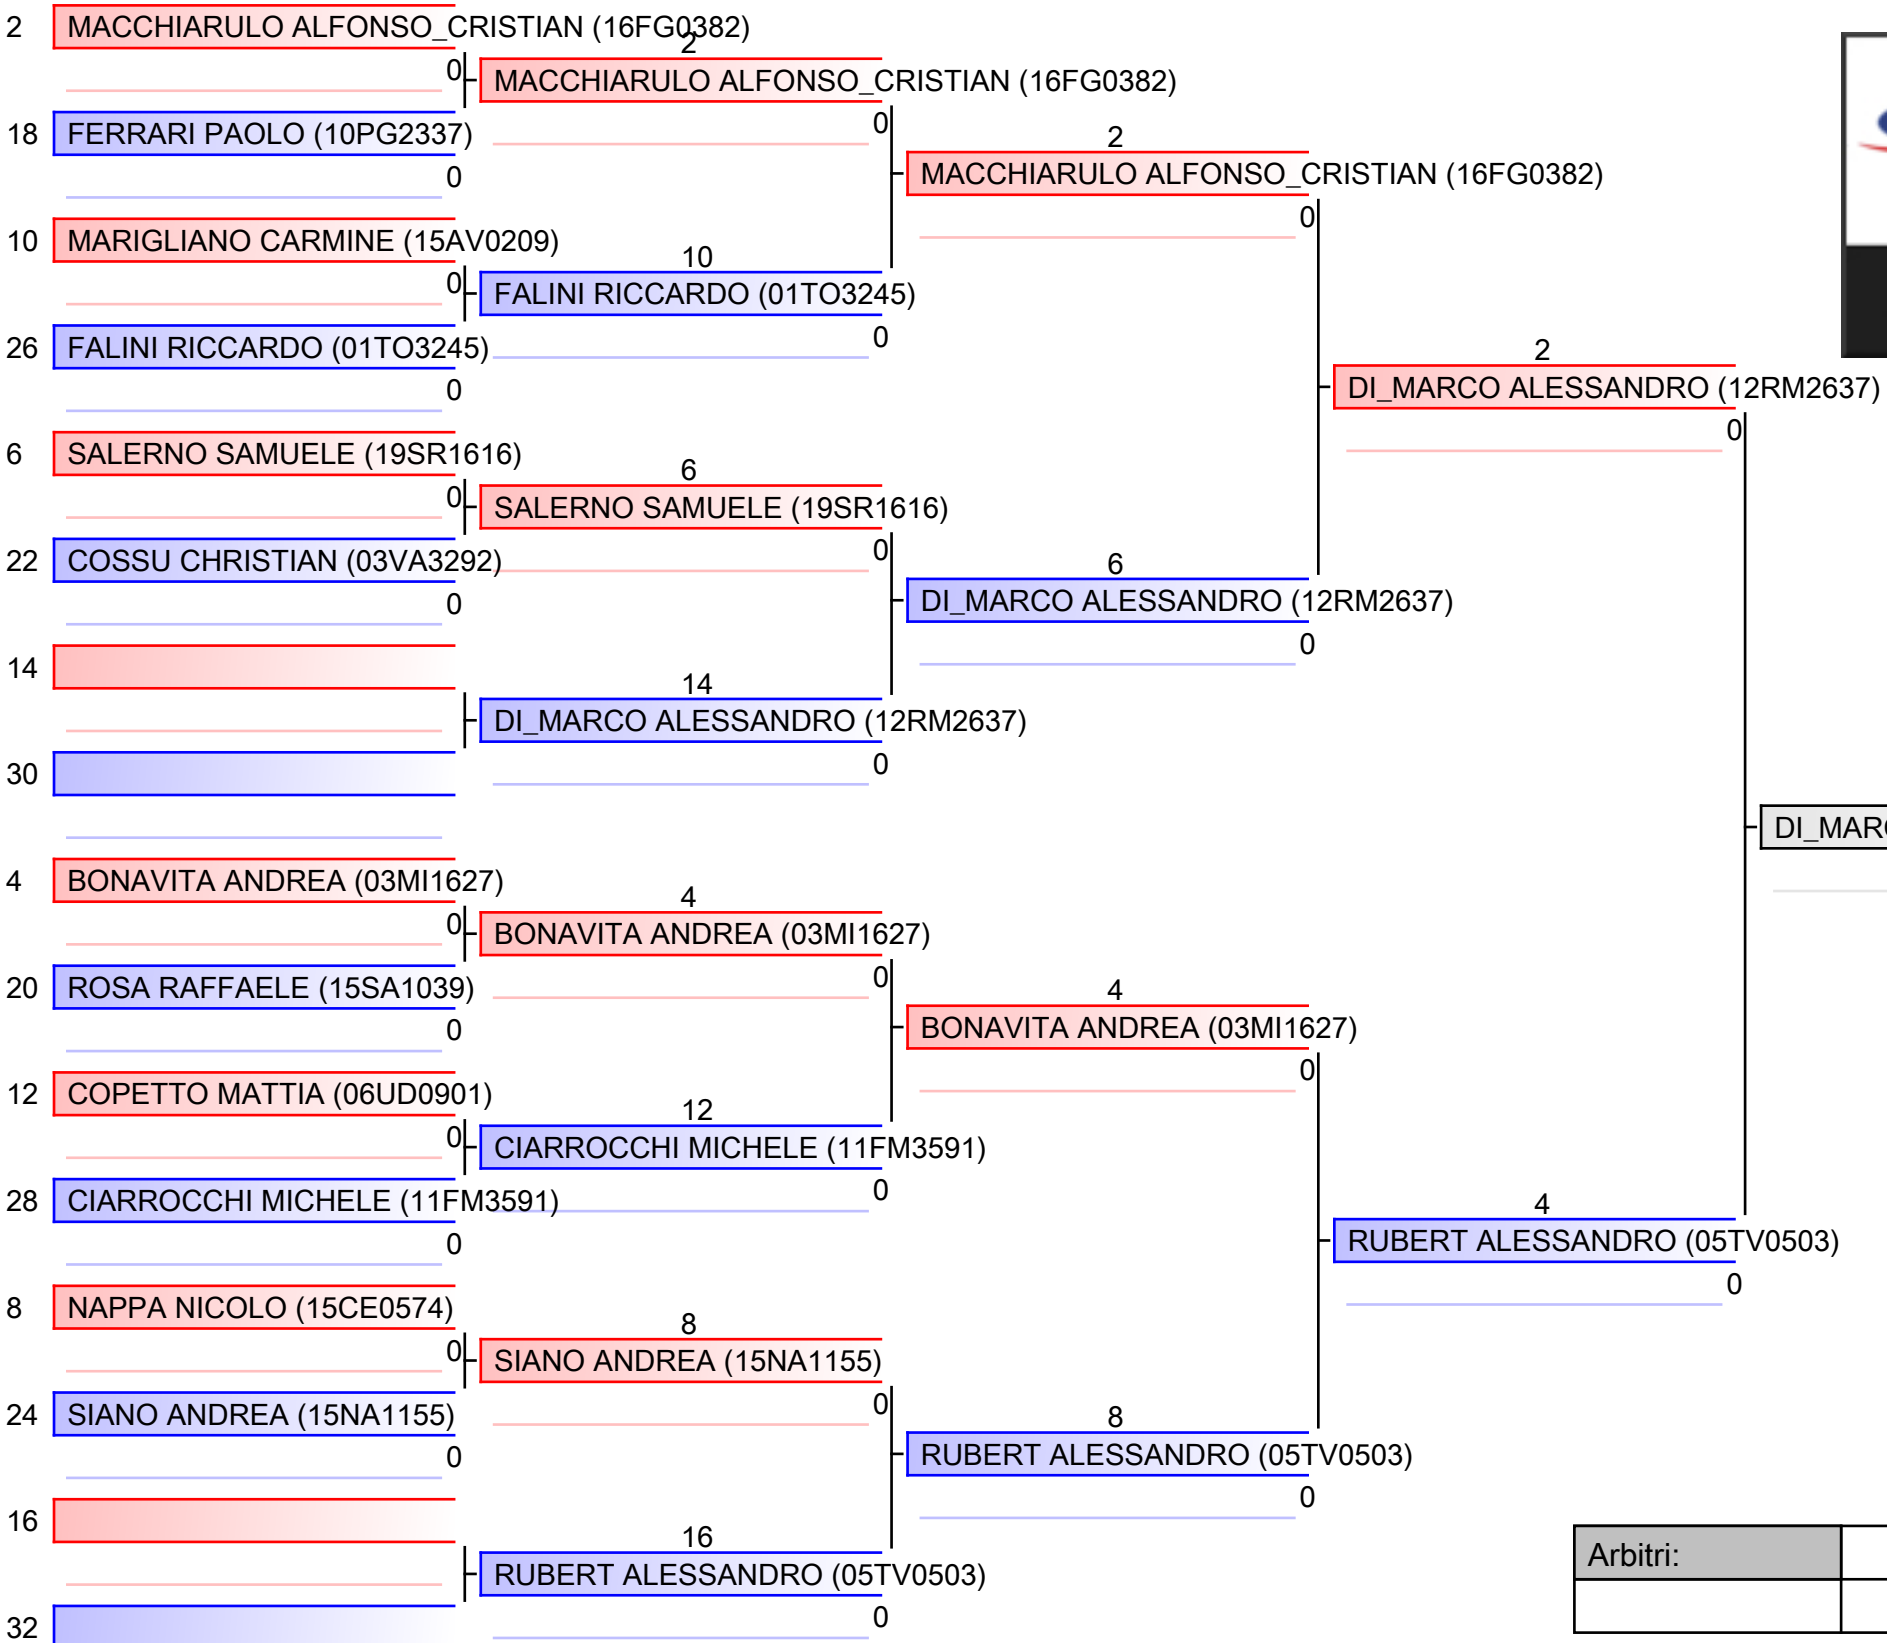 2 MACCHIARULO ALFONSO_CRISTIAN (16FG0382)
2
0 MACCHIARULO ALFONSO_CRISTIAN (16FG0382)
18 FERRARI PAOLO (10PG2337)
0
2
0
MACCHIARULO ALFONSO_CRISTIAN (16FG0382)
0
10 MARIGLIANO CARMINE (15AV0209)
10
0 FALINI RICCARDO (01TO3245)
0
26 FALINI RICCARDO (01TO3245)
0
2
DI_MARCO ALESSANDRO (12RM2637)
0
6 SALERNO SAMUELE (19SR1616)
6
0 SALERNO SAMUELE (19SR1616)
0
22 COSSU CHRISTIAN (03VA3292)
0
6
DI_MARCO ALESSANDRO (12RM2637)
0
14
14
DI_MARCO ALESSANDRO (12RM2637)
0
30
DI_MAR
4 BONAVITA ANDREA (03MI1627)
4
0 BONAVITA ANDREA (03MI1627)
0
20 ROSA RAFFAELE (15SA1039)
0
4
BONAVITA ANDREA (03MI1627)
0
12 COPETTO MATTIA (06UD0901)
12
0 CIARROCCHI MICHELE (11FM3591)
0
28 CIARROCCHI MICHELE (11FM3591)
0
4
RUBERT ALESSANDRO (05TV0503)
0
8 NAPPA NICOLO (15CE0574)
8
0 SIANO ANDREA (15NA1155)
0
24 SIANO ANDREA (15NA1155)
0
8
RUBERT ALESSANDRO (05TV0503)
0
16
16
RUBERT ALESSANDRO (05TV0503)
0
32
Arbitri: